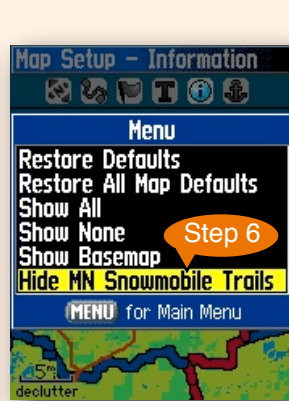 Map Setup - Information
Menu
Restore Defaults
Restore All Map Defaults
Show All
Show None
Step 6
Show Basemap
Hide MN Snowmobile Trails
MENU for Main Menu
5
declutter